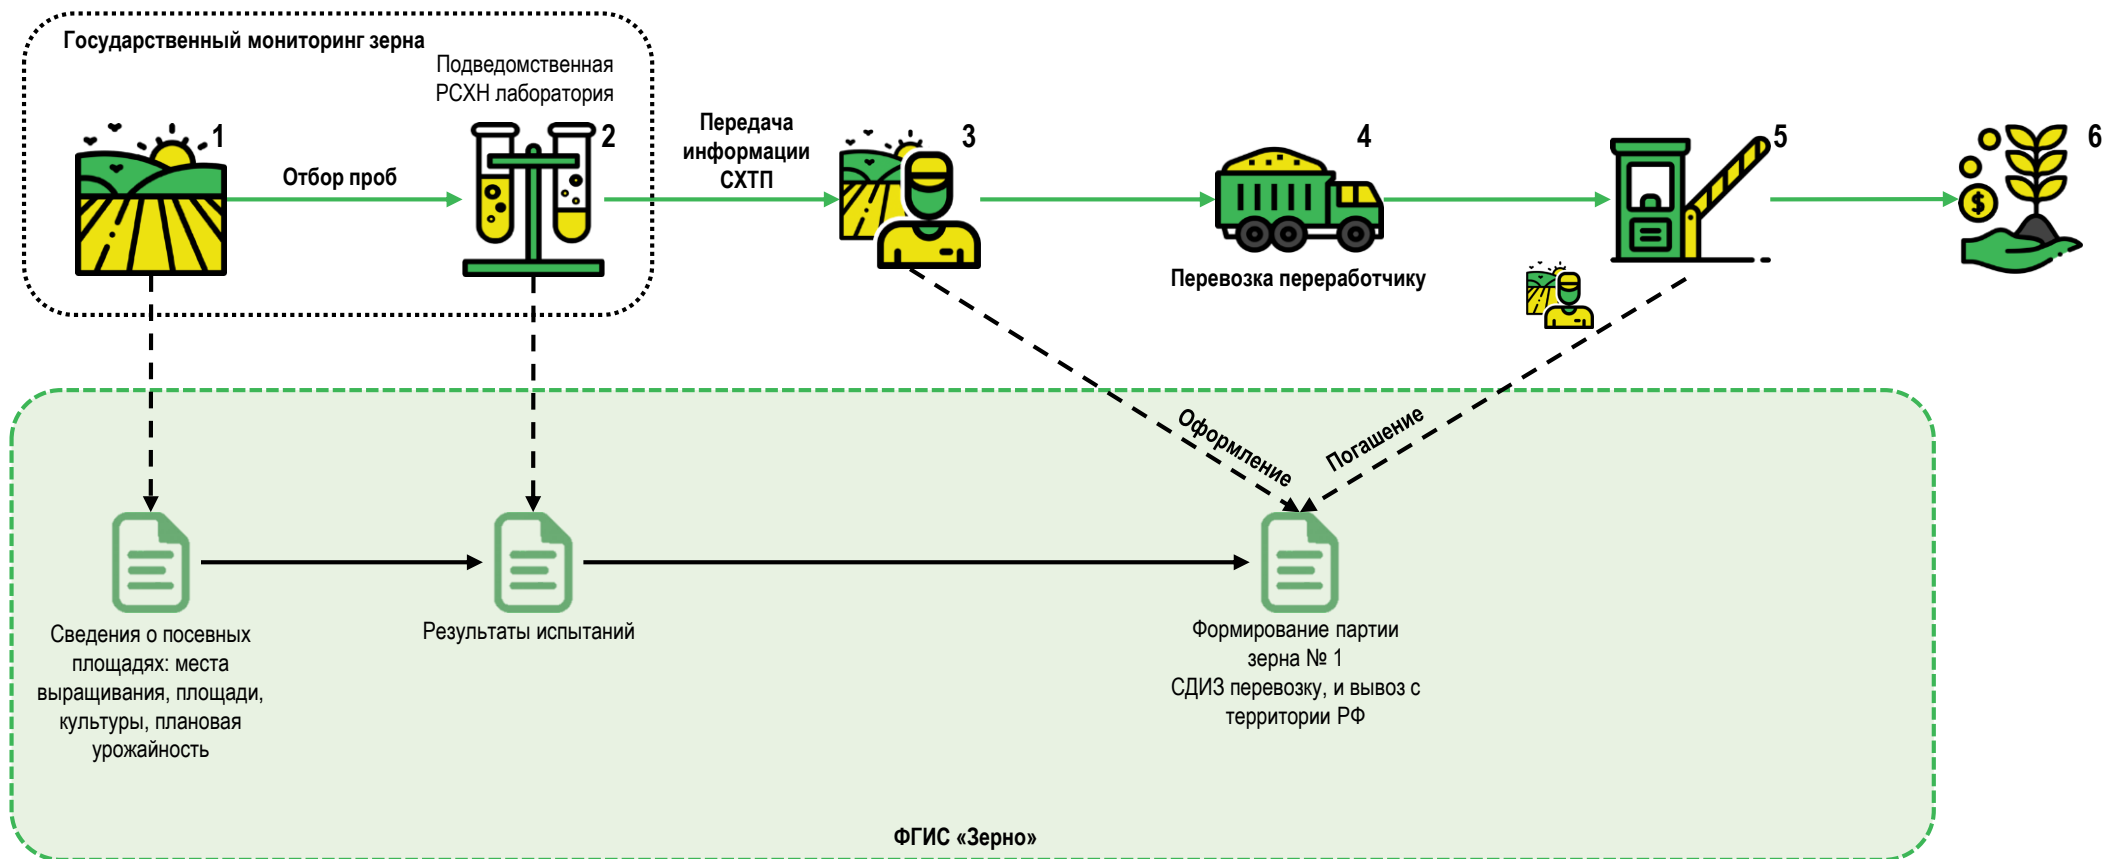 Государственный мониторинг зерна
Подведомственная
РСХН лаборатория
1
2
3
4
5
6
Отбор проб
Передача
информации
СХТП
$
Перевозка переработчику
Оформление
Погашение
Сведения о посевных
площадях: места
выращивания, площади,
культуры, плановая
урожайность
Результаты испытаний
Формирование партии
зерна № 1
СДИЗ перевозку, и вывоз с
территории РФ
ФГИС «Зерно»